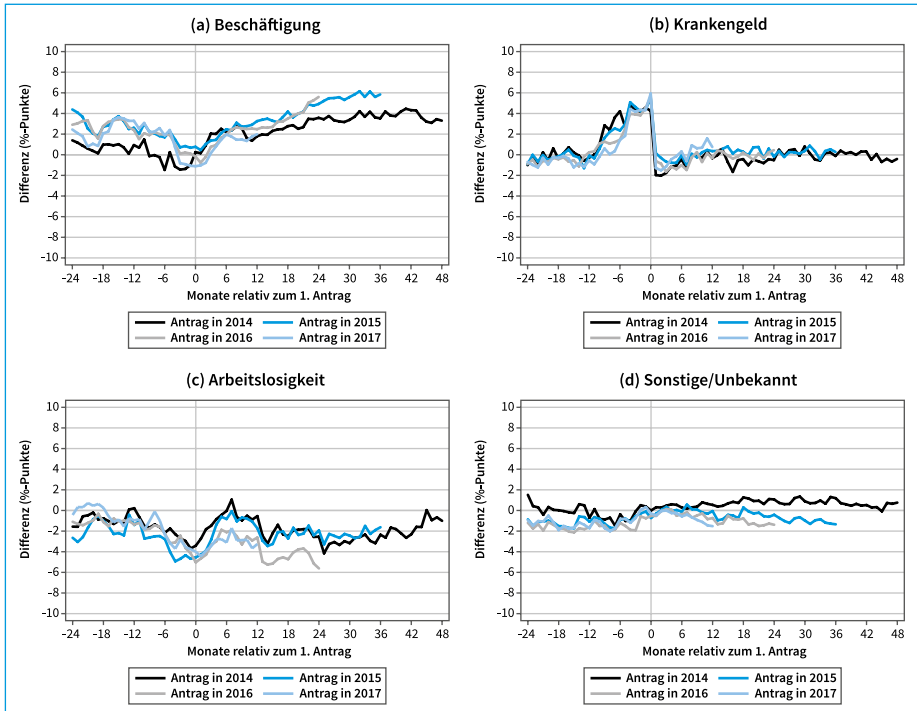 (a) Beschäftigung
Differenz (%-Punkte)
10
8
6
4
2
0
–2
–4
–6
–8
–10
–24 –18 –12 –6 0 6 12 18 24 30 36 42 48
Monate relativ zum 1. Antrag
Antrag in 2014 Antrag in 2015
Antrag in 2016 Antrag in 2017
(b) Krankengeld
Differenz (%-Punkte)
10
8
6
4
2
0
–2
–4
–6
–8
–10
–24 –18 –12 –6 0 6 12 18 24 30 36 42 48
Monate relativ zum 1. Antrag
Antrag in 2014 Antrag in 2015
Antrag in 2016 Antrag in 2017
(c) Arbeitslosigkeit
Differenz (%-Punkte)
10
8
6
4
2
0
–2
–4
–6
–8
–10
–24 –18 –12 –6 0 6 12 18 24 30 36 42 48
Monate relativ zum 1. Antrag
Antrag in 2014 Antrag in 2015
Antrag in 2016 Antrag in 2017
(d) Sonstige/Unbekannt
Differenz (%-Punkte)
10
8
6
4
2
0
–2
–4
–6
–8
–10
–24 –18 –12 –6 0 6 12 18 24 30 36 42 48
Monate relativ zum 1. Antrag
Antrag in 2014 Antrag in 2015
Antrag in 2016 Antrag in 2017